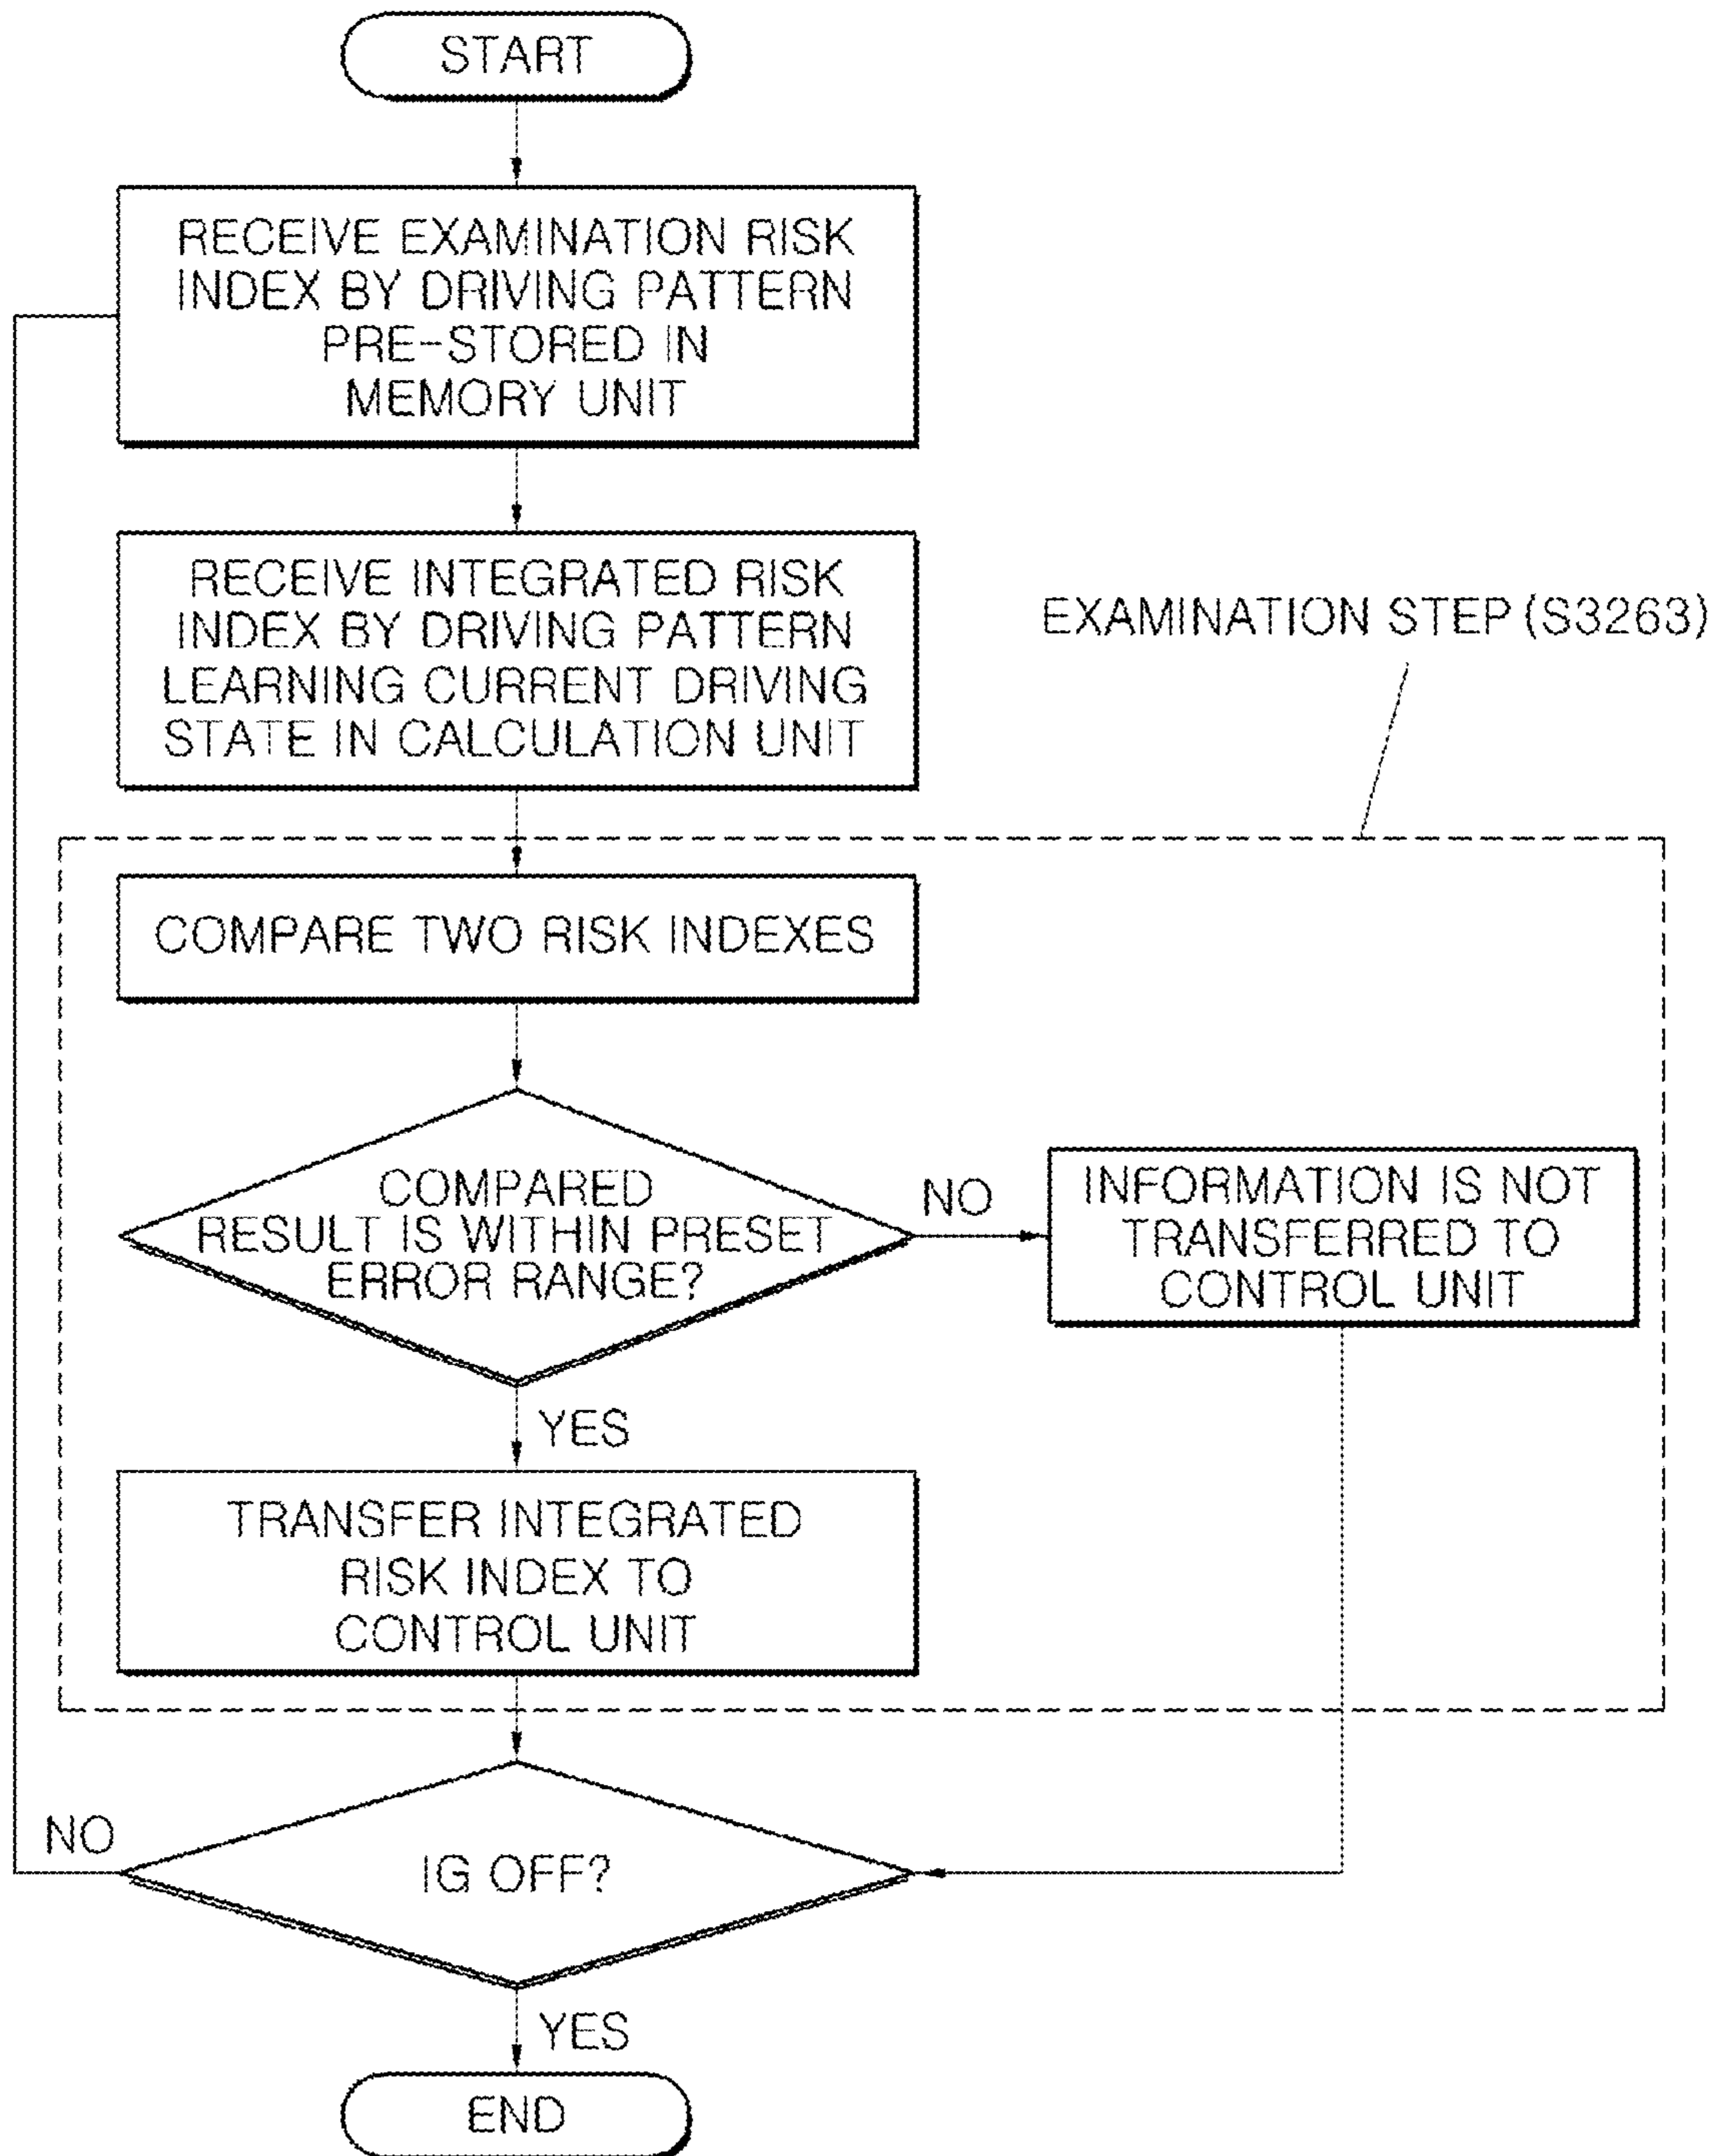 START
RECEIVE EXAMINATION RISK
INDEX BY DRIVING PATTERN
PRE-STORED IN
MEMORY UNIT
RECEIVE INTEGRATED RISK
INDEX BY DRIVING PATTERN
LEARNING CURRENT DRIVING
STATE IN CALCULATION UNIT
EXAMINATION STEP (S3263)
COMPARE TWO RISK INDEXES
COMPARED
RESULT IS WITHIN PRESET
ERROR RANGE?
NO
INFORMATION IS NOT
TRANSFERRED TO
CONTROL UNIT
YES
TRANSFER INTEGRATED
RISK INDEX TO
CONTROL UNIT
NO
IG OFF?
YES
END